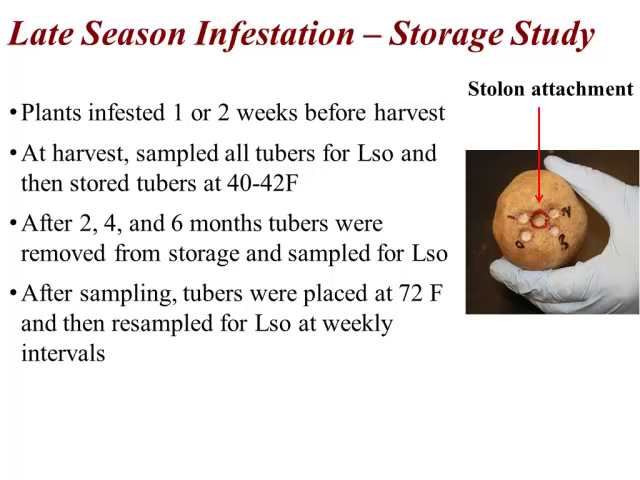 Late Season Infestation – Storage Study
Stolon attachment
•Plants infested 1 or 2 weeks before harvest
•At harvest, sampled all tubers for Lso and
then stored tubers at 40-42F
•After 2, 4, and 6 months tubers were
removed from storage and sampled for Lso
•After sampling, tubers were placed at 72 F
and then resampled for Lso at weekly
intervals